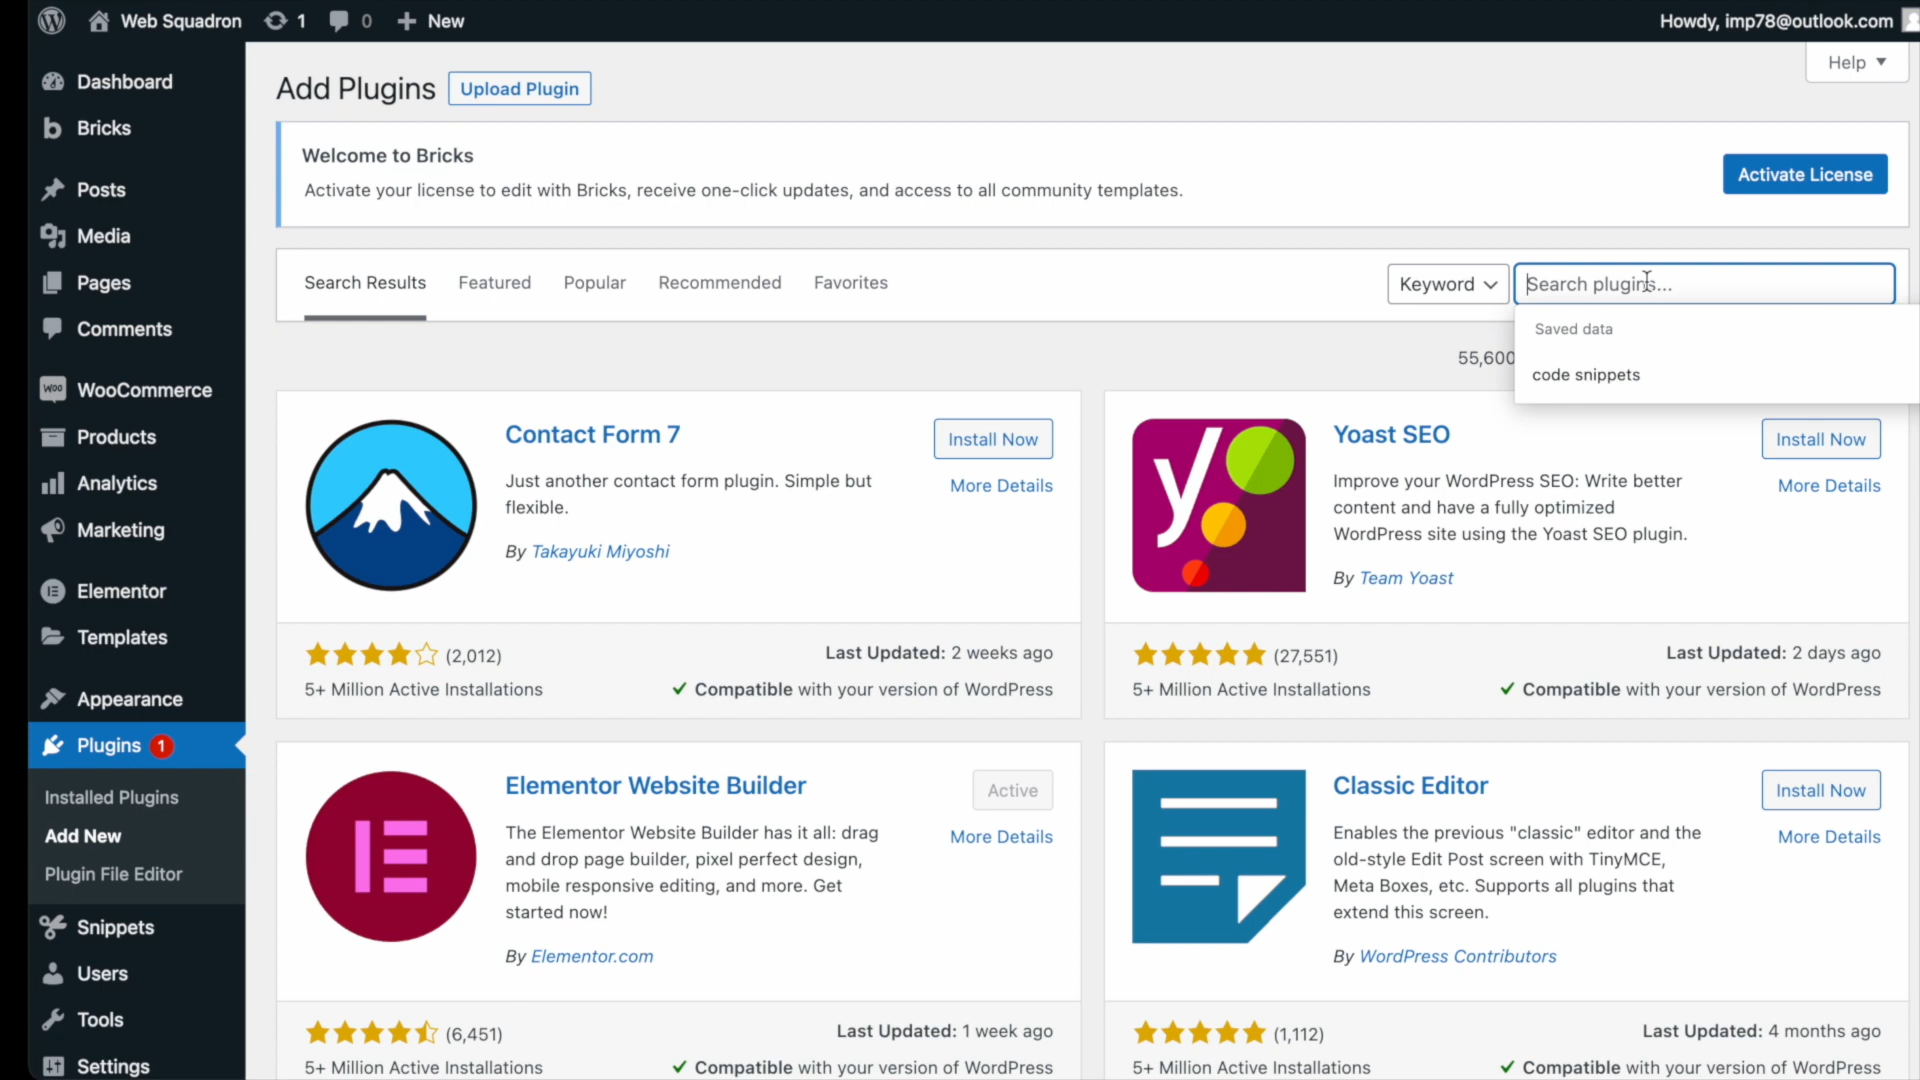 Web Squadron 1 0 New Howdy, imp78@outlook.com
Dashboard
Bricks
Posts
Media
Pages
Comments
WOO WooCommerce
Products
Analytics
Marketing
Elementor
Templates
Appearance
Plugins 1
Installed Plugins
Add New
Plugin File Editor
Snippets
Users
Tools
Settings
Help
Add Plugins Upload Plugin
Welcome to Bricks
Activate your license to edit with Bricks, receive one-click updates, and access to all community templates.
Activate License
Search Results Featured Popular Recommended Favorites Keyword Search plugins...
Saved data
code snippets
55,600
Contact Form 7
Install Now
More Details
Just another contact form plugin. Simple but
flexible.
By Takayuki Miyoshi
(2,012)
Last Updated: 2 weeks ago
5+ Million Active Installations
Compatible with your version of WordPress
y
Yoast SEO
Install Now
More Details
Improve your WordPress SEO: Write better
content and have a fully optimized
WordPress site using the Yoast SEO plugin.
By Team Yoast
(27,551)
Last Updated: 2 days ago
5+ Million Active Installations
Compatible with your version of WordPress
Elementor Website Builder
Active
More Details
The Elementor Website Builder has it all: drag
and drop page builder, pixel perfect design,
mobile responsive editing, and more. Get
started now!
By Elementor.com
(6,451)
Last Updated: 1 week ago
5+ Million Active Installations
Compatible with your version of WordPress
Classic Editor
Install Now
More Details
Enables the previous "classic" editor and the
old-style Edit Post screen with TinyMCE,
Meta Boxes, etc. Supports all plugins that
extend this screen.
By WordPress Contributors
(1,112)
Last Updated: 4 months ago
5+ Million Active Installations
Compatible with your version of WordPress